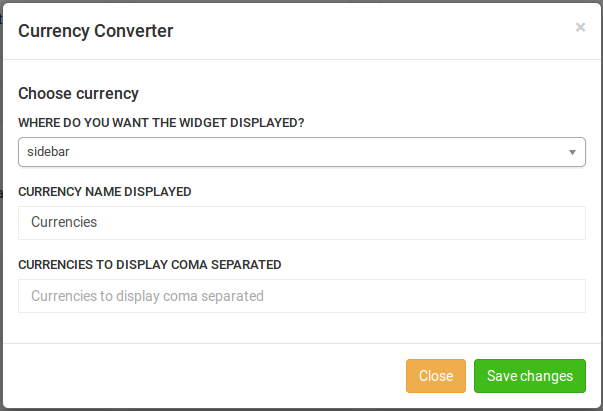 Currency Converter
×
Choose currency
WHERE DO YOU WANT THE WIDGET DISPLAYED?
sidebar
CURRENCY NAME DISPLAYED
Currencies
CURRENCIES TO DISPLAY COMA SEPARATED
Currencies to display coma separated
Close Save changes